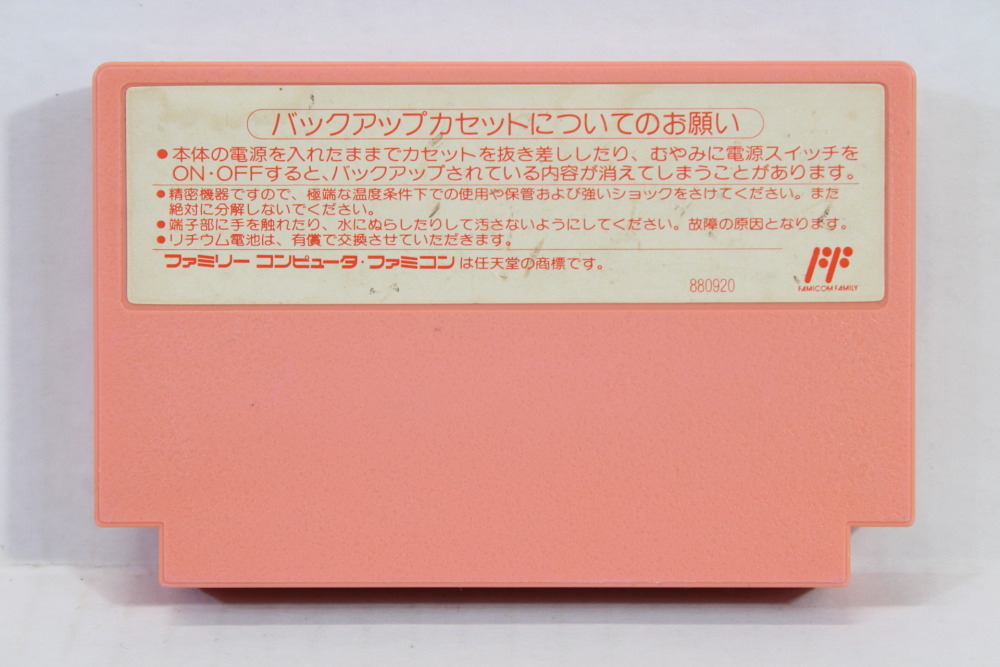 バックアップカセットについてのお願い
●本体の電源を入れたままでカセットを抜き差ししたり、むやみに電源スイッチを
ON・OFFすると、バックアップされている内容が消えてしまうことがあります。
●精密機器ですので、極端な温度条件下での使用や保管および強いショックをさけてください。また
絶対に分解しないでください。
●端子部に手を触れたり、水にぬらしたりして汚さないようにしてください。故障の原因となります。
●リチウム電池は、有償で交換させていただきます。
ファミリー コンピュータ・ファミコン は任天堂の商標です。
880920
FF
FAMICOM FAMILY